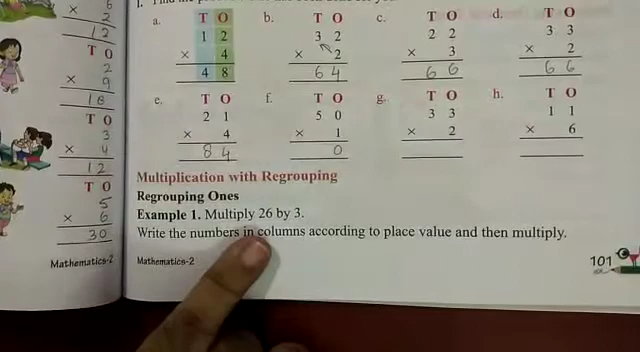 6
× 2
12
T O
2
× 9
18
T O
3
× 4
12
T O
5
× 6
30
Mathematics-2
a. T O b. T O c. T O d. T O
1 2 3 2 2 2 3 3
× 4 × 2 × 3 × 2
4 8 6 4 6 6 6 6
e. T O f. T O g. T O h. T O
2 1 5 0 3 3 1 1
× 4 × 1 × 2 × 6
8 4 0
Multiplication with Regrouping
Regrouping Ones
Example 1. Multiply 26 by 3.
Write the numbers in columns according to place value and then multiply.
Mathematics-2
101